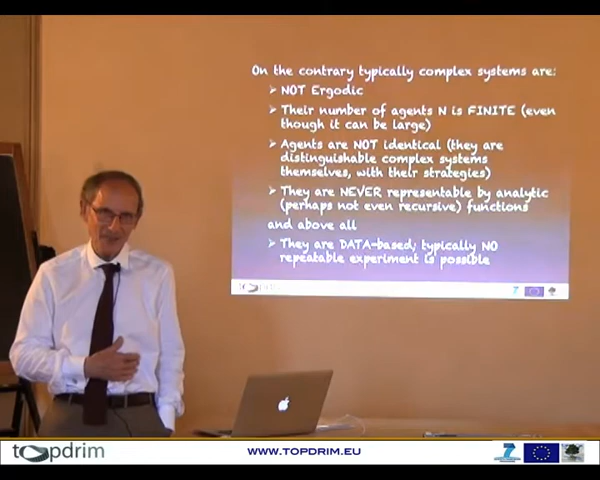 On the contrary typically complex systems are:
➢ NOT Ergodic
➢ Their number of agents N is FINITE (even
though it can be large)
➢ Agents are NOT identical (they are
distinguishable complex systems
themselves, with their strategies)
➢ They are NEVER representable by analytic
(perhaps not even recursive) functions
and above all
➢ They are DATA-based; typically NO
repeatable experiment is possible
topdrim
WWW.TOPDRIM.EU